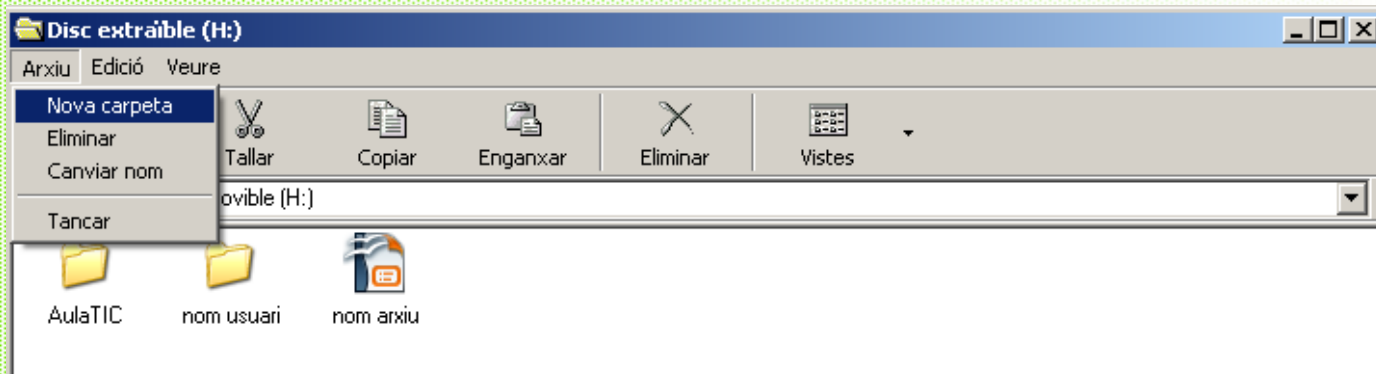 Disc extraïble (H:)
Arxiu Edició Veure
Nova carpeta
Eliminar
Canviar nom
Tancar
Tallar Copiar Enganxar Eliminar Vistes
ovible (H:)
AulaTIC nom usuari nom arxiu